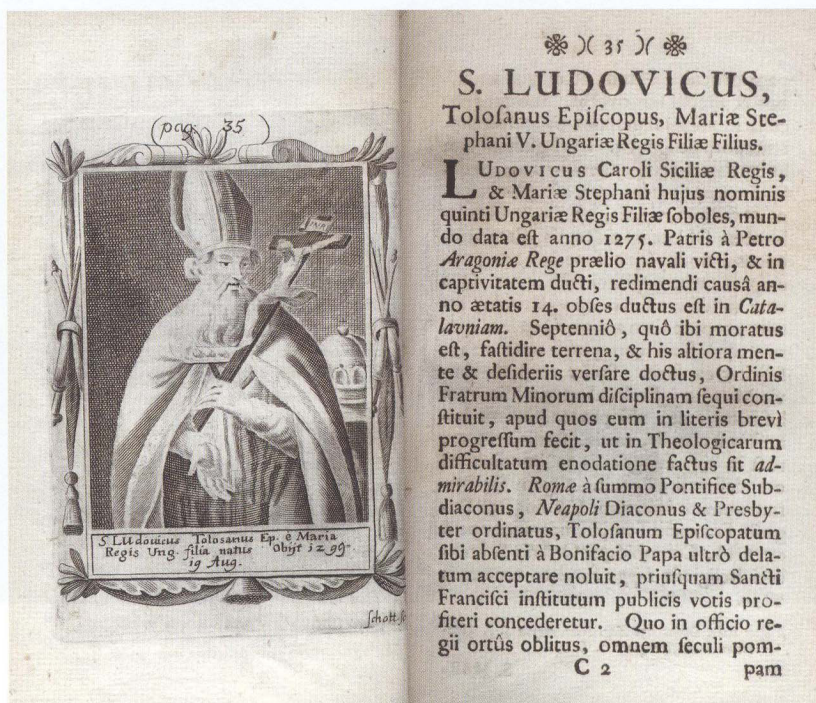 (pag. 35)
INRI
S Ludouicus Tolosanus Ep. è Maria
Regis Ung. filia natus Obijt 1299.
19 Aug.
Schott. sc
)( 35 )(
S. LUDOVICUS,
Toloſanus Epiſcopus, Mariæ Ste-
phani V. Ungariæ Regis Filiæ Filius.
LUDOVICUS Caroli Siciliæ Regis,
& Mariæ Stephani hujus nominis
quinti Ungariæ Regis Filiæ ſoboles, mun-
do data eſt anno 1275. Patris à Petro
Aragoniæ Rege prælio navali victi, & in
captivitatem ducti, redimendi causâ an-
no ætatis 14. obſes ductus eſt in Cata-
lavniam. Septenniô, quô ibi moratus
eſt, faſtidire terrena, & his altiora men-
te & deſideriis verſare doctus, Ordinis
Fratrum Minorum diſciplinam ſequi con-
ſtituit, apud quos eum in literis brevì
progreſſum fecit, ut in Theologicarum
difficultatum enodatione factus ſit ad-
mirabilis. Romæ à ſummo Pontifice Sub-
diaconus, Neapoli Diaconus & Presby-
ter ordinatus, Toloſanum Epiſcopatum
ſibi abſenti à Bonifacio Papa ultrò dela-
tum acceptare noluit, priuſquam Sancti
Franciſci inſtitutum publicis votis pro-
fiteri concederetur. Quo in officio re-
gii ortûs oblitus, omnem ſeculi pom-
C 2 pam